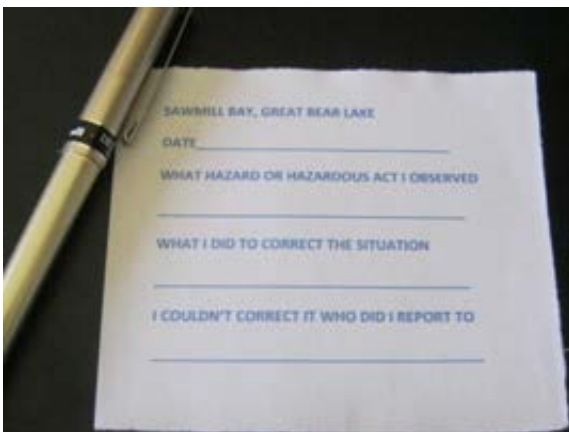 SAWMILL BAY, GREAT BEAR LAKE
DATE
WHAT HAZARD OR HAZARDOUS ACT I OBSERVED
WHAT I DID TO CORRECT THE SITUATION
I COULDN'T CORRECT IT WHO DID I REPORT TO